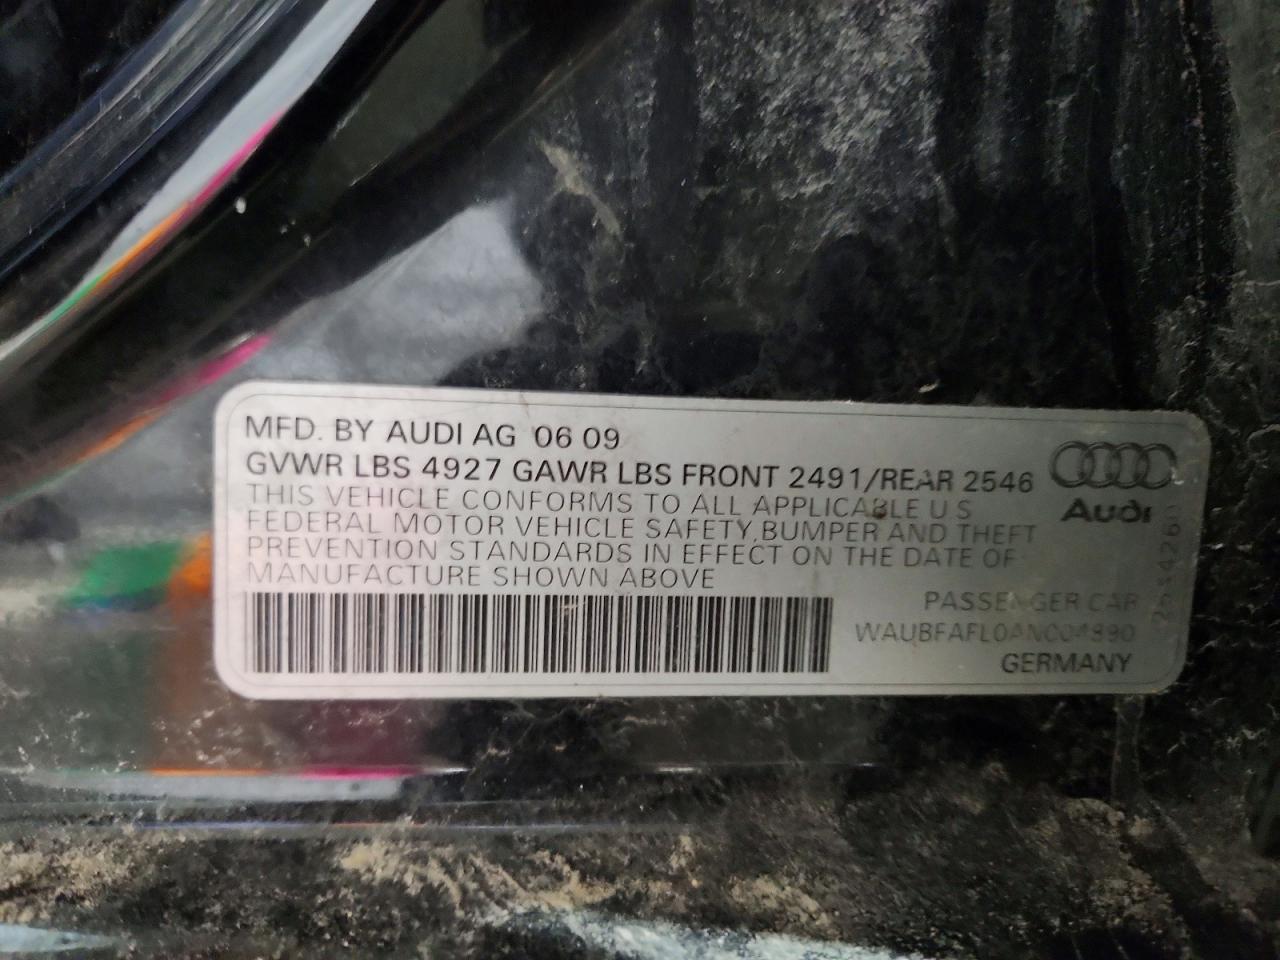 MFD. BY AUDI AG 06 09
GVWR LBS 4927 GAWR LBS FRONT 2491/REAR 2546
THIS VEHICLE CONFORMS TO ALL APPLICABLE U S
FEDERAL MOTOR VEHICLE SAFETY, BUMPER AND THEFT
PREVENTION STANDARDS IN EFFECT ON THE DATE OF
MANUFACTURE SHOWN ABOVE
Audi
PASSENGER CAR
WAUBFAFL0ANC04890
GERMANY